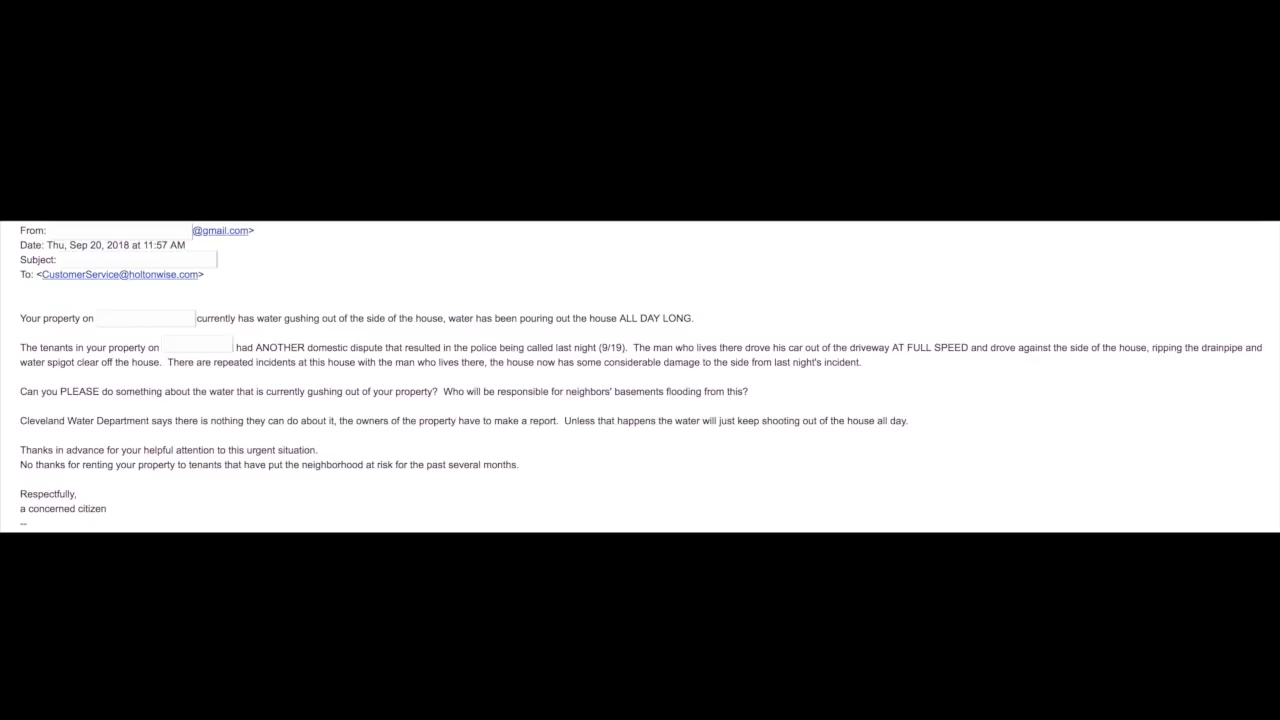 From: @gmail.com>
Date: Thu, Sep 20, 2018 at 11:57 AM
Subject:
To: <CustomerService@holtonwise.com>
Your property on currently has water gushing out of the side of the house, water has been pouring out the house ALL DAY LONG.
The tenants in your property on had ANOTHER domestic dispute that resulted in the police being called last night (9/19). The man who lives there drove his car out of the driveway AT FULL SPEED and drove against the side of the house, ripping the drainpipe and
water spigot clear off the house. There are repeated incidents at this house with the man who lives there, the house now has some considerable damage to the side from last night's incident.
Can you PLEASE do something about the water that is currently gushing out of your property? Who will be responsible for neighbors' basements flooding from this?
Cleveland Water Department says there is nothing they can do about it, the owners of the property have to make a report. Unless that happens the water will just keep shooting out of the house all day.
Thanks in advance for your helpful attention to this urgent situation.
No thanks for renting your property to tenants that have put the neighborhood at risk for the past several months.
Respectfully,
a concerned citizen
--